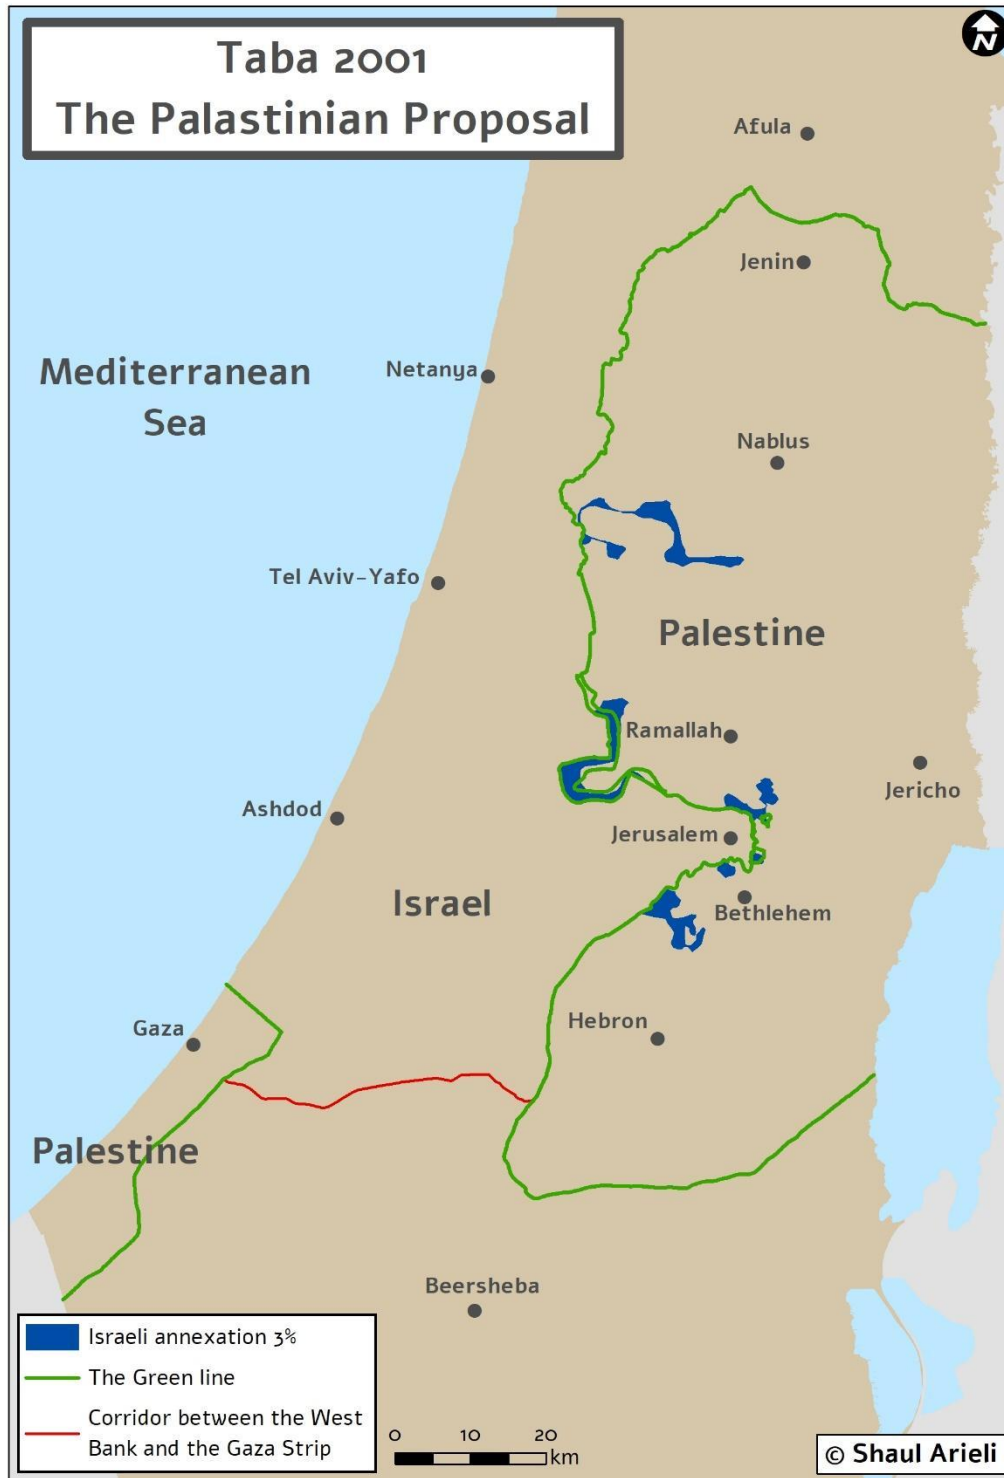 Taba 2001
The Palastinian Proposal
N
Afula
Jenin
Mediterranean
Sea
Netanya
Nablus
Tel Aviv-Yafo
Palestine
Ramallah
Jericho
Ashdod
Jerusalem
Israel
Bethlehem
Gaza
Hebron
Palestine
Beersheba
Israeli annexation 3%
The Green line
Corridor between the West
Bank and the Gaza Strip
0 10 20
km
© Shaul Arieli